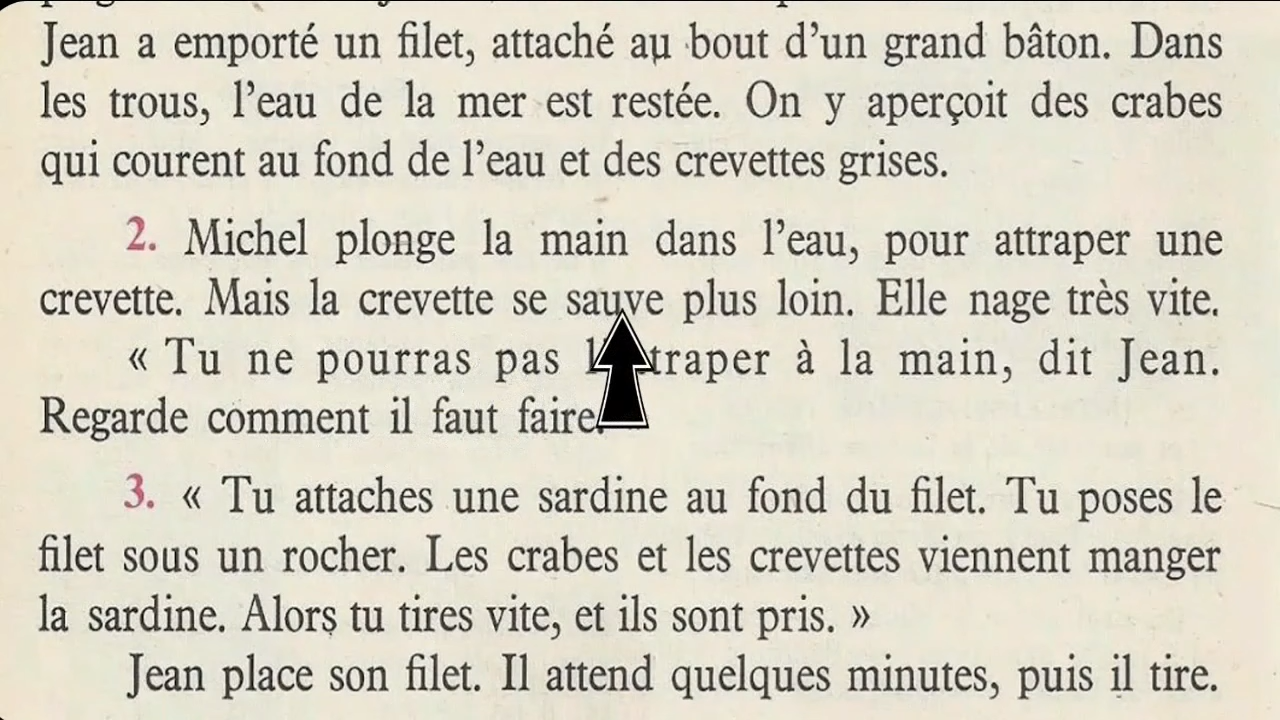 Jean a emporté un filet, attaché au bout d'un grand bâton. Dans
les trous, l'eau de la mer est restée. On y aperçoit des crabes
qui courent au fond de l'eau et des crevettes grises.
2. Michel plonge la main dans l'eau, pour attraper une
crevette. Mais la crevette se sauve plus loin. Elle nage très vite.
« Tu ne pourras pas à la main, dit Jean.
Regarde comment il faut faire.
3. « Tu attaches une sardine au fond du filet. Tu poses le
filet sous un rocher. Les crabes et les crevettes viennent manger
la sardine. Alors tu tires vite, et ils sont pris. »
Jean place son filet. Il attend quelques minutes, puis il tire.